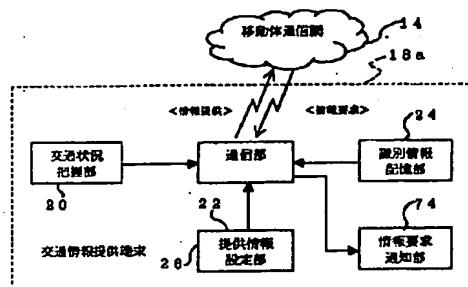 移動体通信網
14
18a
<情報提供>
<情報要求>
24
交通状況
把握部
通信部
識別情報
記憶部
20
22
74
交通情報提供
提供情報
設定部
情報要求
通知部